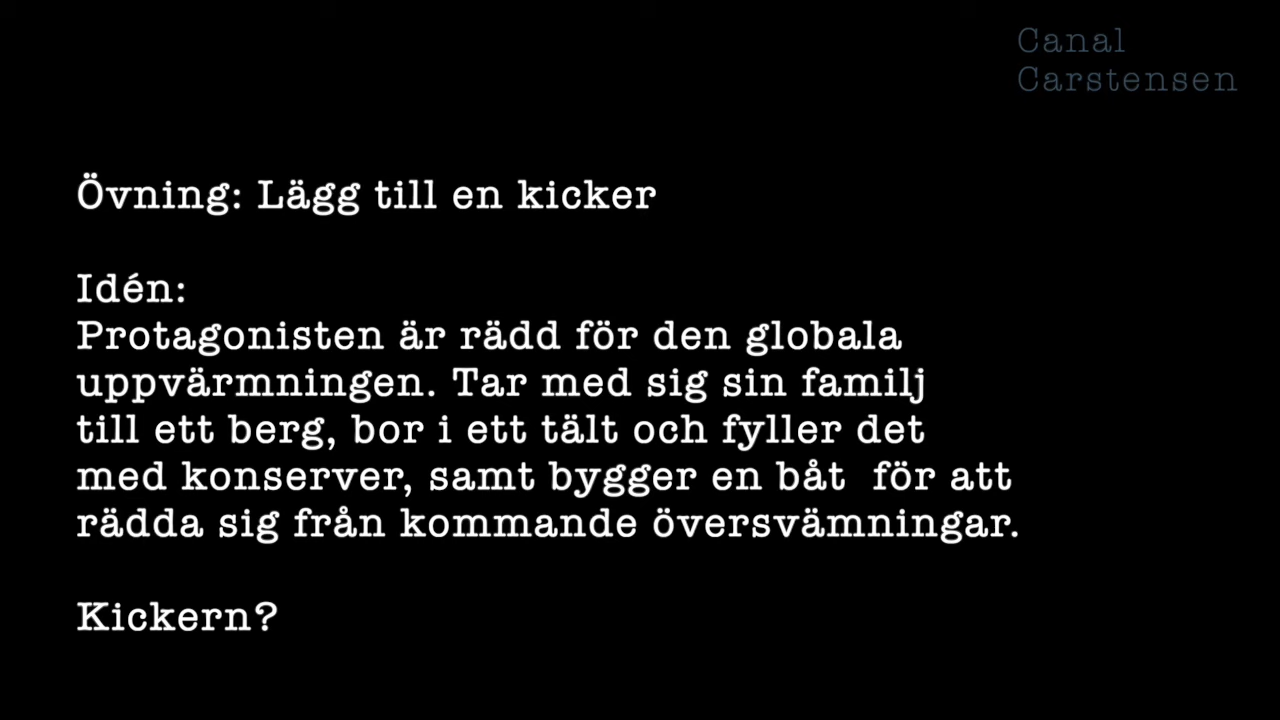 Canal
Carstensen
Övning: Lägg till en kicker
Idén:
Protagonisten är rädd för den globala
uppvärmningen. Tar med sig sin familj
till ett berg, bor i ett tält och fyller det
med konserver, samt bygger en båt  för att
rädda sig från kommande översvämningar.
Kickern?